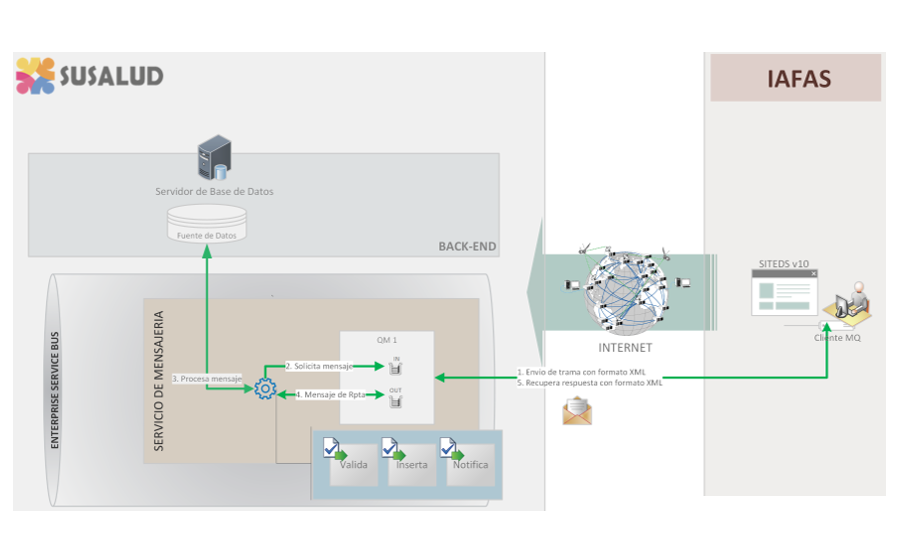 SUSALUD
IAFAS
Servidor de Base de Datos
Fuente de Datos
BACK-END
SITEDS v10
Cliente MQ
INTERNET
ENTERPRISE SERVICE BUS
SERVICIO DE MENSAJERIA
QM 1
IN
2. Solicita mensaje
3. Procesa mensaje
OUT
4. Mensaje de Rpta
1. Envio de trama con formato XML
5. Recupera respuesta con formato XML
Valida
Inserta
Notifica